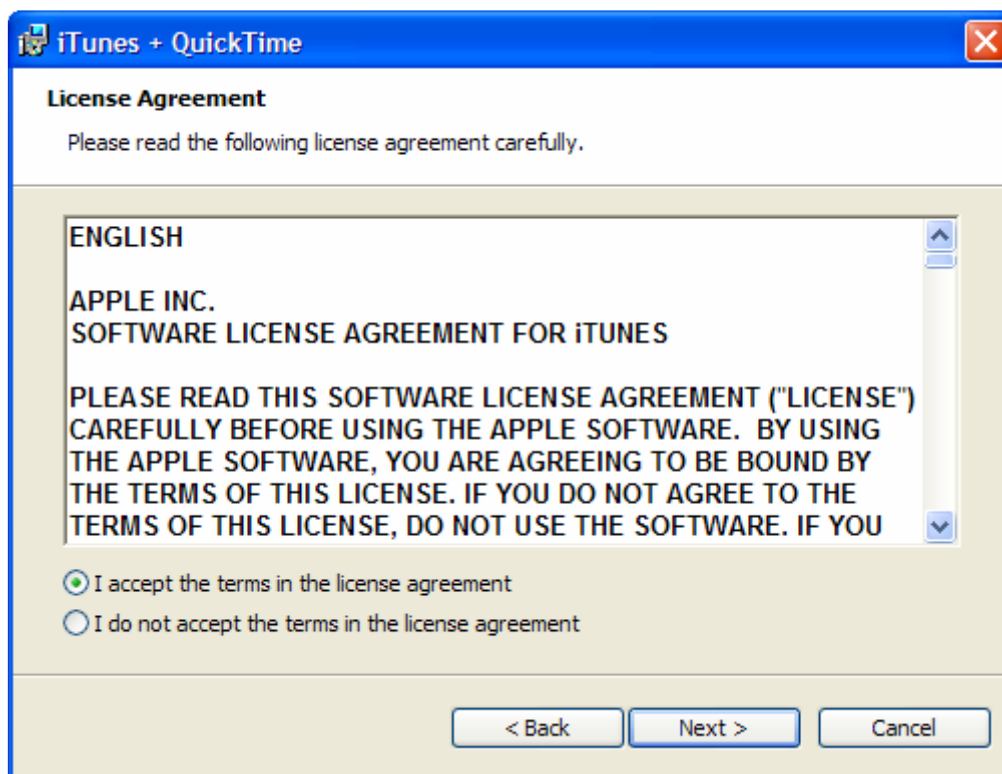 iTunes + QuickTime
License Agreement
Please read the following license agreement carefully.
ENGLISH
APPLE INC.
SOFTWARE LICENSE AGREEMENT FOR iTUNES
PLEASE READ THIS SOFTWARE LICENSE AGREEMENT ("LICENSE")
CAREFULLY BEFORE USING THE APPLE SOFTWARE.  BY USING
THE APPLE SOFTWARE, YOU ARE AGREEING TO BE BOUND BY
THE TERMS OF THIS LICENSE. IF YOU DO NOT AGREE TO THE
TERMS OF THIS LICENSE, DO NOT USE THE SOFTWARE. IF YOU
I accept the terms in the license agreement
I do not accept the terms in the license agreement
< Back Next > Cancel